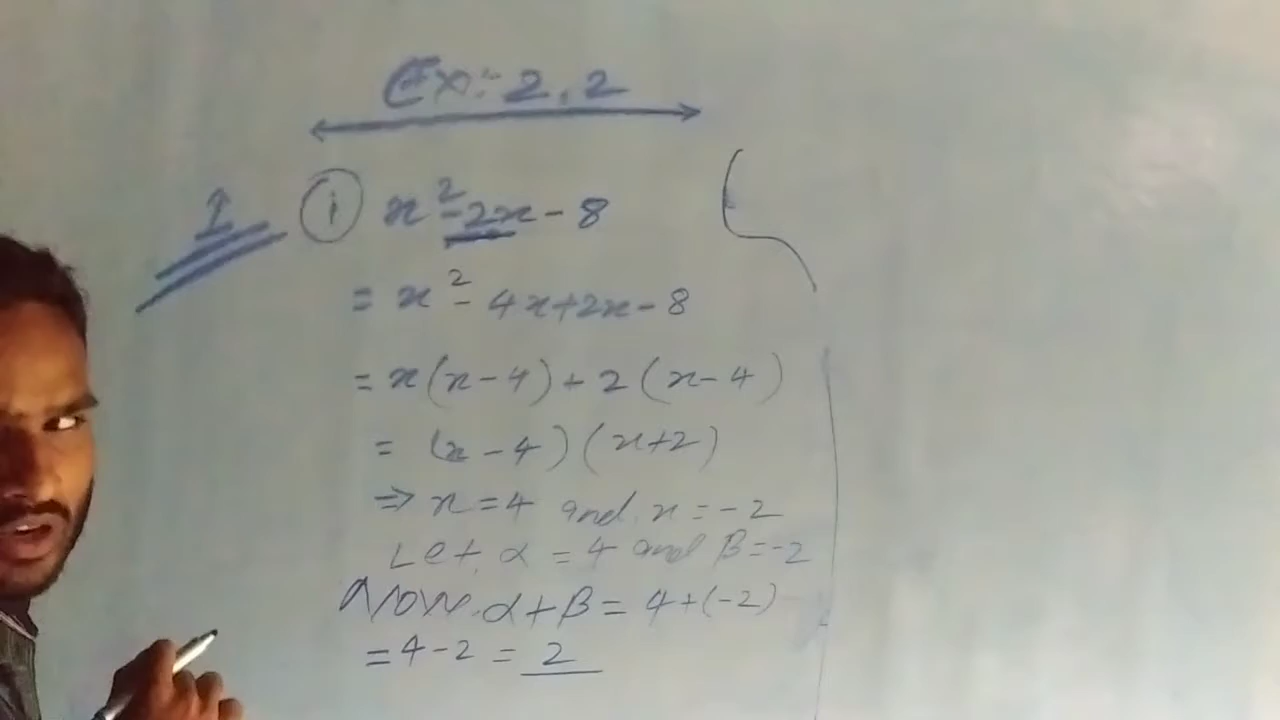 Ex:- 2.2
I (i) x²-2x-8
= x²-4x+2x-8
= x(x-4)+2(x-4)
= (x-4)(x+2)
⇒ x=4 and x=-2
Let, α=4 and β=-2
Now, α+β=4+(-2)
=4-2=2